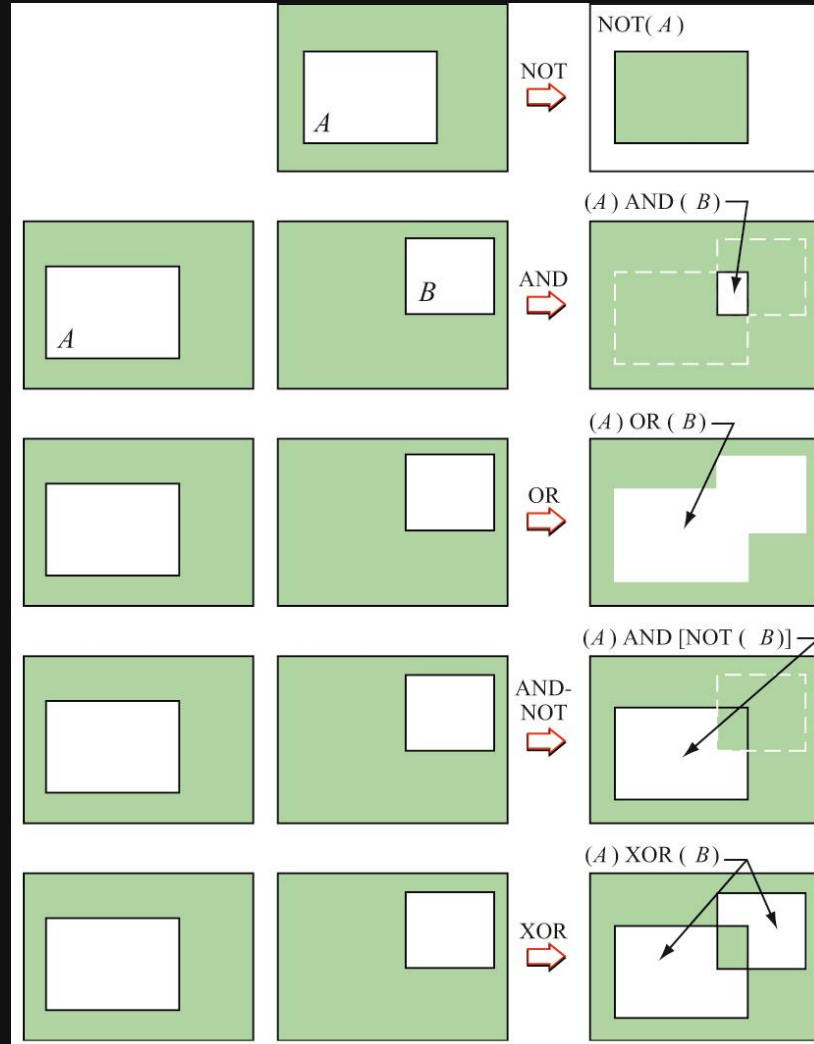 NOT(A)
NOT
A
(A) AND ( B)
A
B
AND
(A) OR ( B)
OR
(A) AND [NOT ( B)]
AND-
NOT
(A) XOR ( B)
XOR